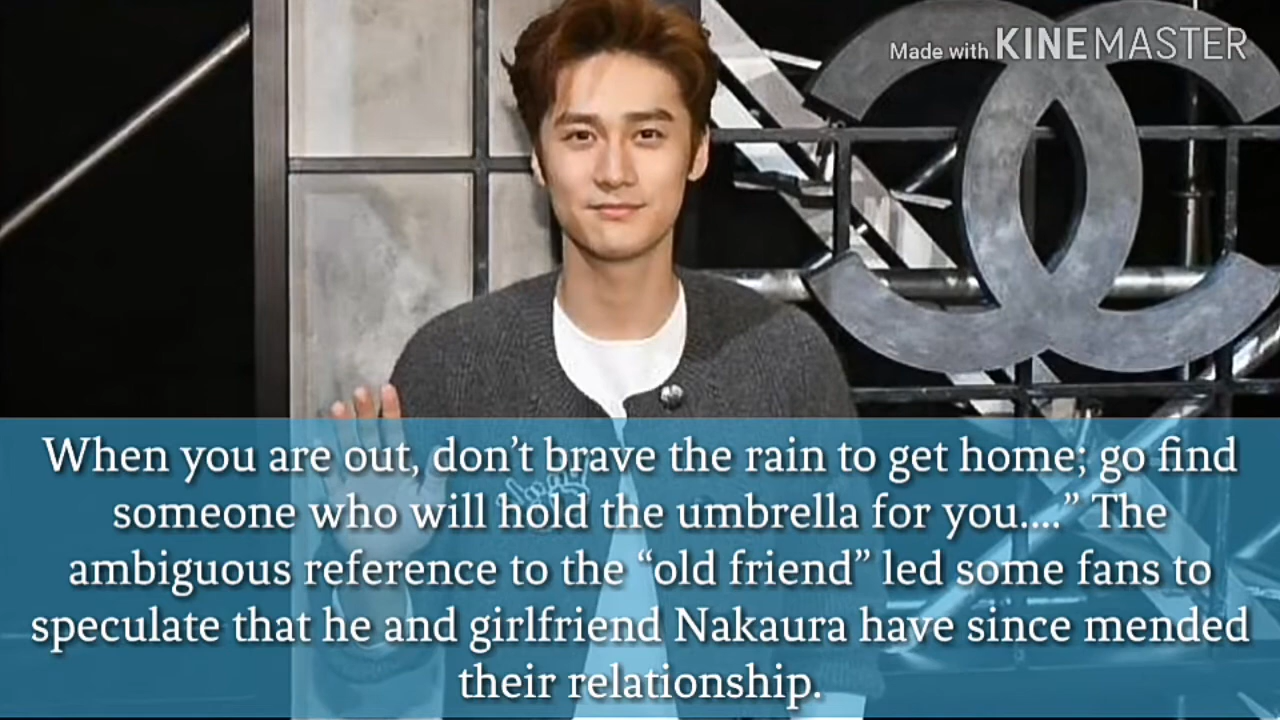 Made with KINEMASTER
When you are out, don’t brave the rain to get home; go find
someone who will hold the umbrella for you....” The
ambiguous reference to the “old friend” led some fans to
speculate that he and girlfriend Nakaura have since mended
their relationship.